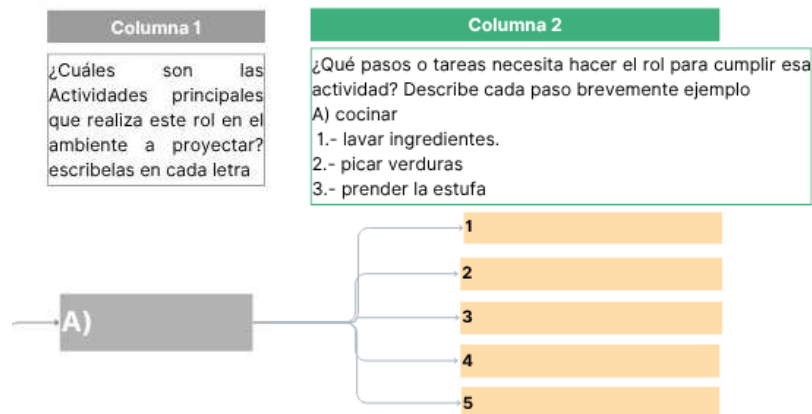 Columna 1
¿Cuáles son las
Actividades principales
que realiza este rol en el
ambiente a proyectar?
escribelas en cada letra
Columna 2
¿Qué pasos o tareas necesita hacer el rol para cumplir esa
actividad? Describe cada paso brevemente ejemplo
A) cocinar
1.- lavar ingredientes.
2.- picar verduras
3.- prender la estufa
A)
1
2
3
4
5